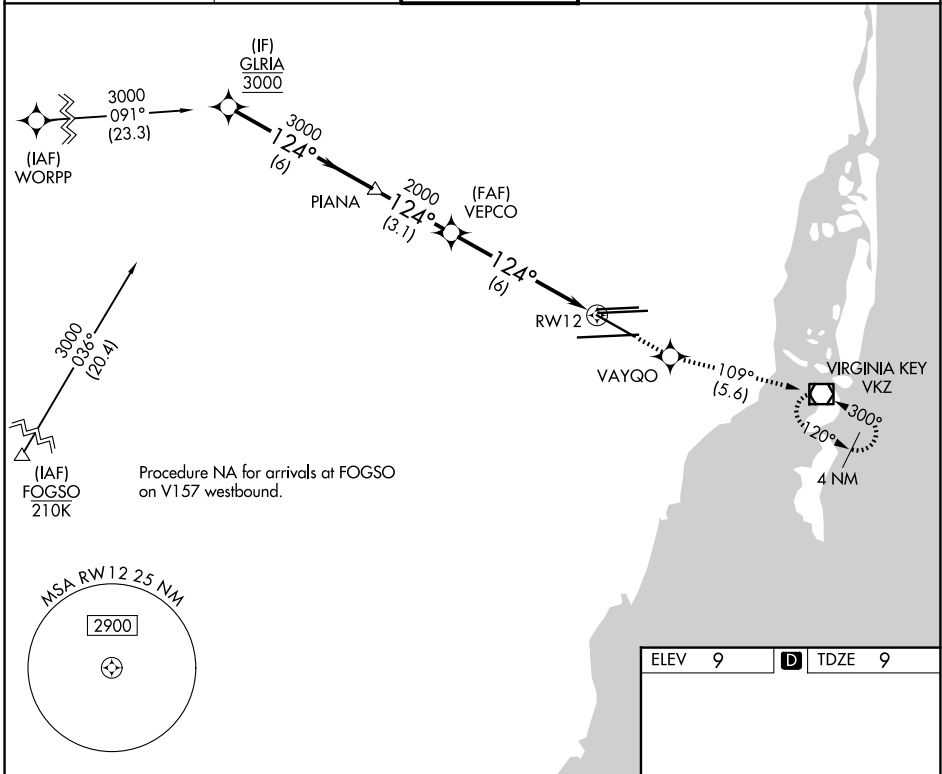 (IF)
GLRIA
3000
3000
091°
(23.3)
(IAF)
WORPP
3000
124°
(6)
PIANA
2000
124°
(3.1)
(FAF)
VEPCO
124°
(6)
RW12
VAYQO
109°
(5.6)
VIRGINIA KEY
VKZ
300°
120°
4 NM
3000
036°
(20.4)
(IAF)
FOGSO
210K
Procedure NA for arrivals at FOGSO
on V157 westbound.
MSA RW12 25 NM
2900
ELEV 9 D TDZE 9